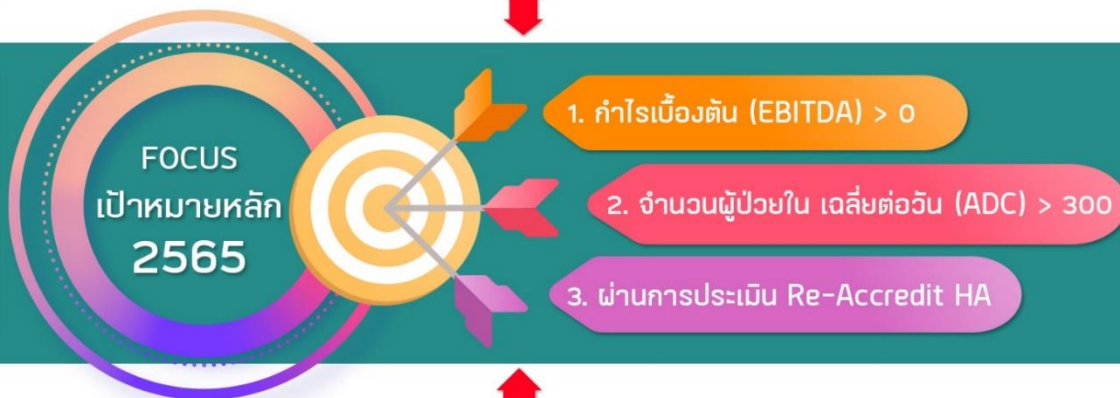 FOCUS
เป้าหมายหลัก
2565
1. กำไรเบื้องต้น (EBITDA) > 0
2. จำนวนผู้ป่วยใน เฉลี่ยต่อวัน (ADC) > 300
3. ผ่านการประเมิน Re-Accredit HA